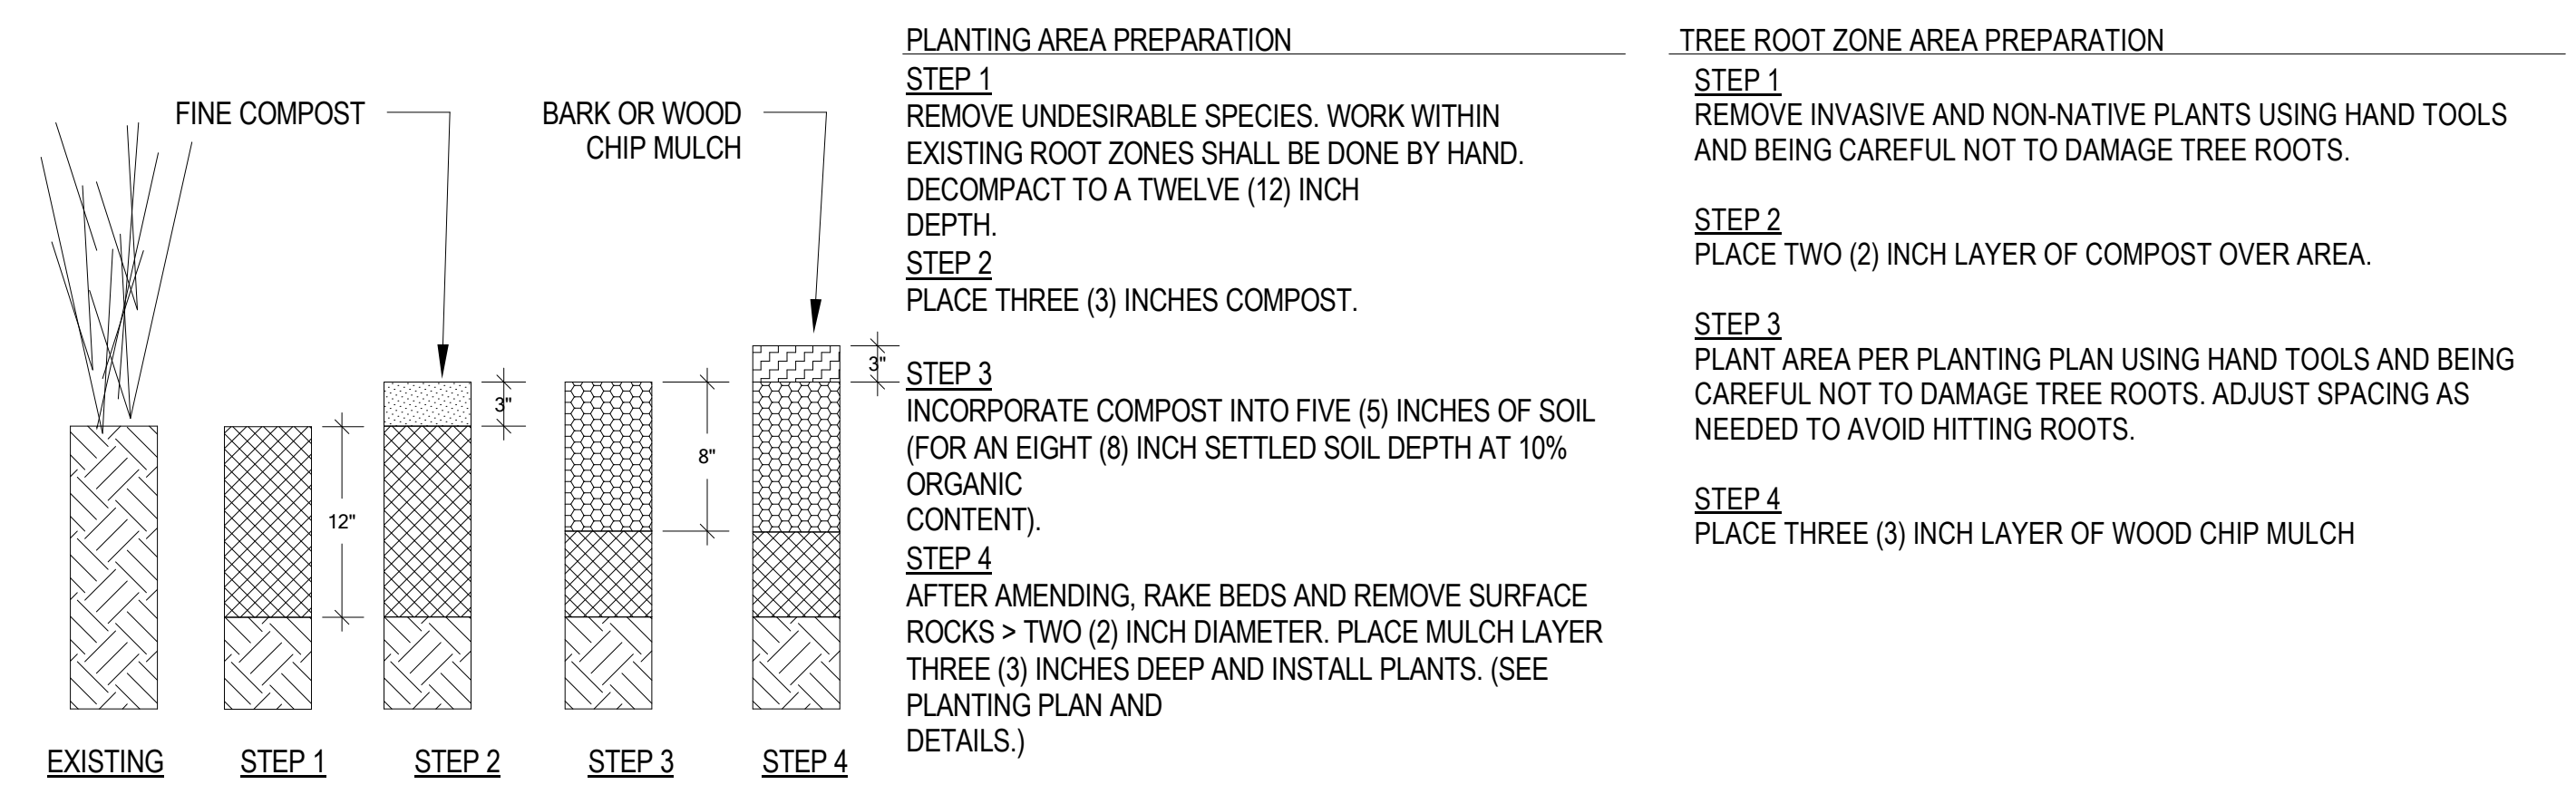 FINE COMPOST
BARK OR WOOD
CHIP MULCH
3"
3"
8"
12"
EXISTING
STEP 1
STEP 2
STEP 3
STEP 4
PLANTING AREA PREPARATION
STEP 1
REMOVE UNDESIRABLE SPECIES. WORK WITHIN
EXISTING ROOT ZONES SHALL BE DONE BY HAND.
DECOMPACT TO A TWELVE (12) INCH
DEPTH.
STEP 2
PLACE THREE (3) INCHES COMPOST.
STEP 3
INCORPORATE COMPOST INTO FIVE (5) INCHES OF SOIL
(FOR AN EIGHT (8) INCH SETTLED SOIL DEPTH AT 10%
ORGANIC
CONTENT).
STEP 4
AFTER AMENDING, RAKE BEDS AND REMOVE SURFACE
ROCKS > TWO (2) INCH DIAMETER. PLACE MULCH LAYER
THREE (3) INCHES DEEP AND INSTALL PLANTS. (SEE
PLANTING PLAN AND
DETAILS.)
TREE ROOT ZONE AREA PREPARATION
STEP 1
REMOVE INVASIVE AND NON-NATIVE PLANTS USING HAND TOOLS
AND BEING CAREFUL NOT TO DAMAGE TREE ROOTS.
STEP 2
PLACE TWO (2) INCH LAYER OF COMPOST OVER AREA.
STEP 3
PLANT AREA PER PLANTING PLAN USING HAND TOOLS AND BEING
CAREFUL NOT TO DAMAGE TREE ROOTS. ADJUST SPACING AS
NEEDED TO AVOID HITTING ROOTS.
STEP 4
PLACE THREE (3) INCH LAYER OF WOOD CHIP MULCH